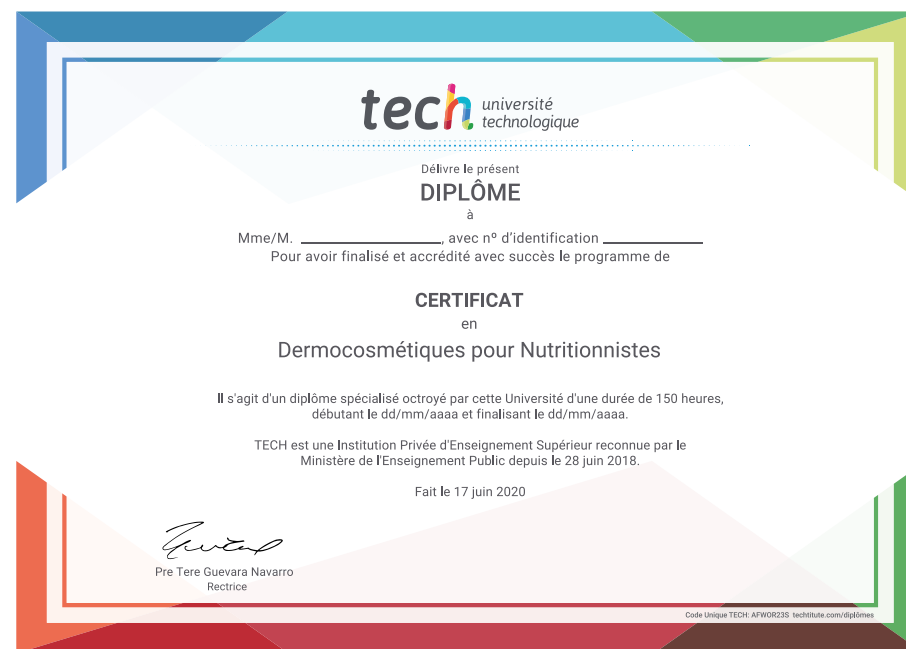 tech université
technologique
Délivre le présent
DIPLÔME
à
Mme/M. ____________________, avec nº d'identification ______________
Pour avoir finalisé et accrédité avec succès le programme de
CERTIFICAT
en
Dermocosmétiques pour Nutritionnistes
Il s'agit d'un diplôme spécialisé octroyé par cette Université d'une durée de 150 heures,
débutant le dd/mm/aaaa et finalisant le dd/mm/aaaa.
TECH est une Institution Privée d'Enseignement Supérieur reconnue par le
Ministère de l'Enseignement Public depuis le 28 juin 2018.
Fait le 17 juin 2020
Pre Tere Guevara Navarro
Rectrice
Code Unique TECH: AFWOR23S techtitute.com/diplômes